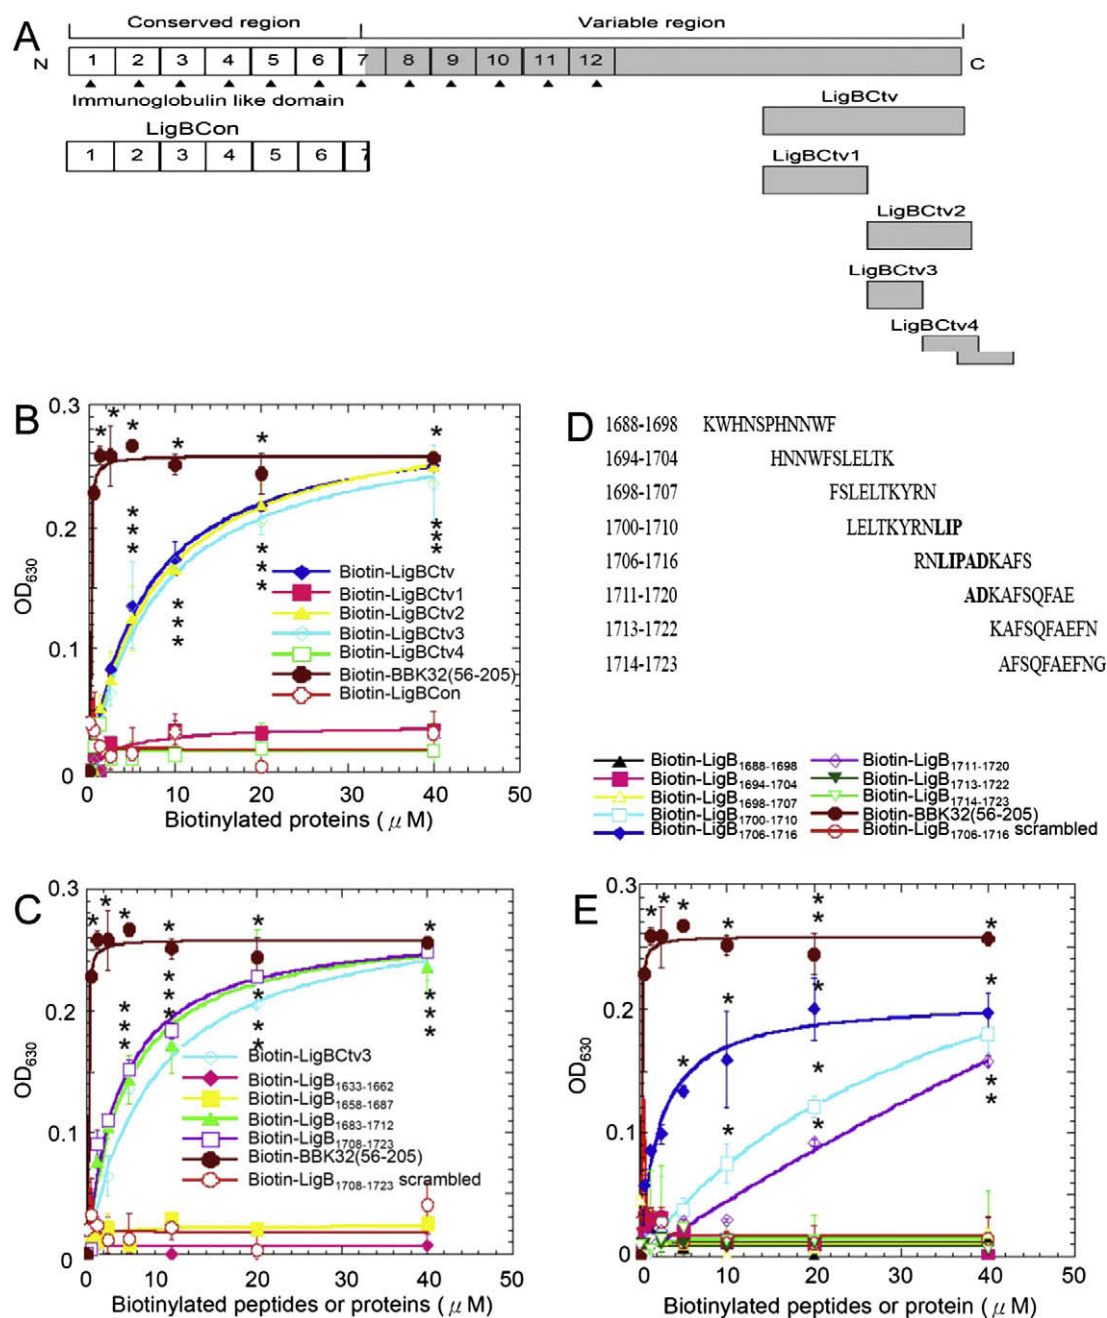 A
Conserved region
Variable region
N
1 2 3 4 5 6 7 8 9 10 11 12
C
Immunoglobulin like domain
LigBCon
1 2 3 4 5 6 7
LigBCtv
LigBCtv1
LigBCtv2
LigBCtv3
LigBCtv4
B
0.3
0.2
0.1
0
OD630
0 10 20 30 40 50
Biotinylated proteins (μM)
* * * * * *
***
***
***
***
Biotin-LigBCtv
Biotin-LigBCtv1
Biotin-LigBCtv2
Biotin-LigBCtv3
Biotin-LigBCtv4
Biotin-BBK32(56-205)
Biotin-LigBCon
D
1688-1698 KWHNSPHNNWF
1694-1704 HNNWFSLELTK
1698-1707 FSLELTKYRN
1700-1710 LELTKYRNLIP
1706-1716 RNLIPADKAFS
1711-1720 ADKAFSQFAE
1713-1722 KAFSQFAEFN
1714-1723 AFSQFAEFNG
Biotin-LigB1688-1698
Biotin-LigB1694-1704
Biotin-LigB1698-1707
Biotin-LigB1700-1710
Biotin-LigB1706-1716
Biotin-LigB1711-1720
Biotin-LigB1713-1722
Biotin-LigB1714-1723
Biotin-BBK32(56-205)
Biotin-LigB1706-1716 scrambled
C
0.3
0.2
0.1
0.0
OD630
0 10 20 30 40 50
Biotinylated peptides or proteins (μM)
* * * * * *
***
***
***
***
Biotin-LigBCtv3
Biotin-LigB1633-1662
Biotin-LigB1658-1687
Biotin-LigB1683-1712
Biotin-LigB1708-1723
Biotin-BBK32(56-205)
Biotin-LigB1708-1723 scrambled
E
0.3
0.2
0.1
0
OD630
0 10 20 30 40 50
Biotinylated peptides or protein (μM)